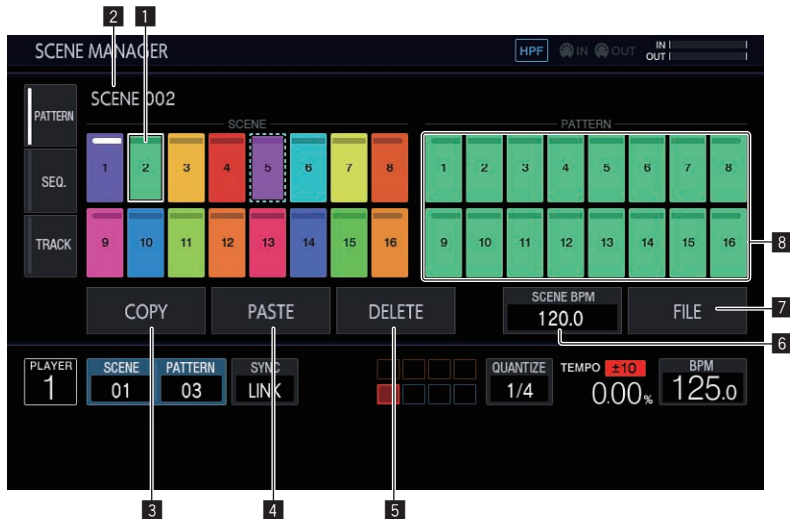 2 1
SCENE MANAGER HPF IN OUT IN
OUT
PATTERN SCENE 002
SCENE PATTERN
1 2 3 4 5 6 7 8 1 2 3 4 5 6 7 8
SEQ.
TRACK 9 10 11 12 13 14 15 16 9 10 11 12 13 14 15 16 8
COPY PASTE DELETE SCENE BPM FILE 7
120.0
6
PLAYER SCENE PATTERN SYNC QUANTIZE TEMPO ±10 BPM
1 01 03 LINK 1/4 0.00% 125.0
3 4 5